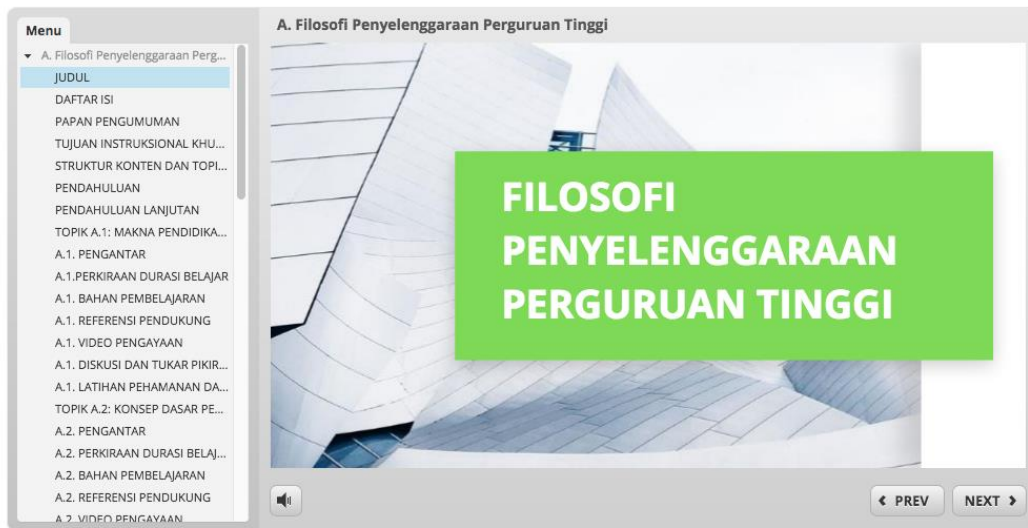 Menu
A. Filosofi Penyelenggaraan Perg...
JUDUL
DAFTAR ISI
PAPAN PENGUMUMAN
TUJUAN INSTRUKSIONAL KHU...
STRUKTUR KONTEN DAN TOPI...
PENDAHULUAN
PENDAHULUAN LANJUTAN
TOPIK A.1: MAKNA PENDIDIKA...
A.1. PENGANTAR
A.1.PERKIRAAN DURASI BELAJAR
A.1. BAHAN PEMBELAJARAN
A.1. REFERENSI PENDUKUNG
A.1. VIDEO PENGAYAAN
A.1. DISKUSI DAN TUKAR PIKIR...
A.1. LATIHAN PEHAMANAN DA...
TOPIK A.2: KONSEP DASAR PE...
A.2. PENGANTAR
A.2. PERKIRAAN DURASI BELAJ...
A.2. BAHAN PEMBELAJARAN
A.2. REFERENSI PENDUKUNG
A.2. VIDEO PENGAYAAN
A. Filosofi Penyelenggaraan Perguruan Tinggi
FILOSOFI
PENYELENGGARAAN
PERGURUAN TINGGI
PREV
NEXT